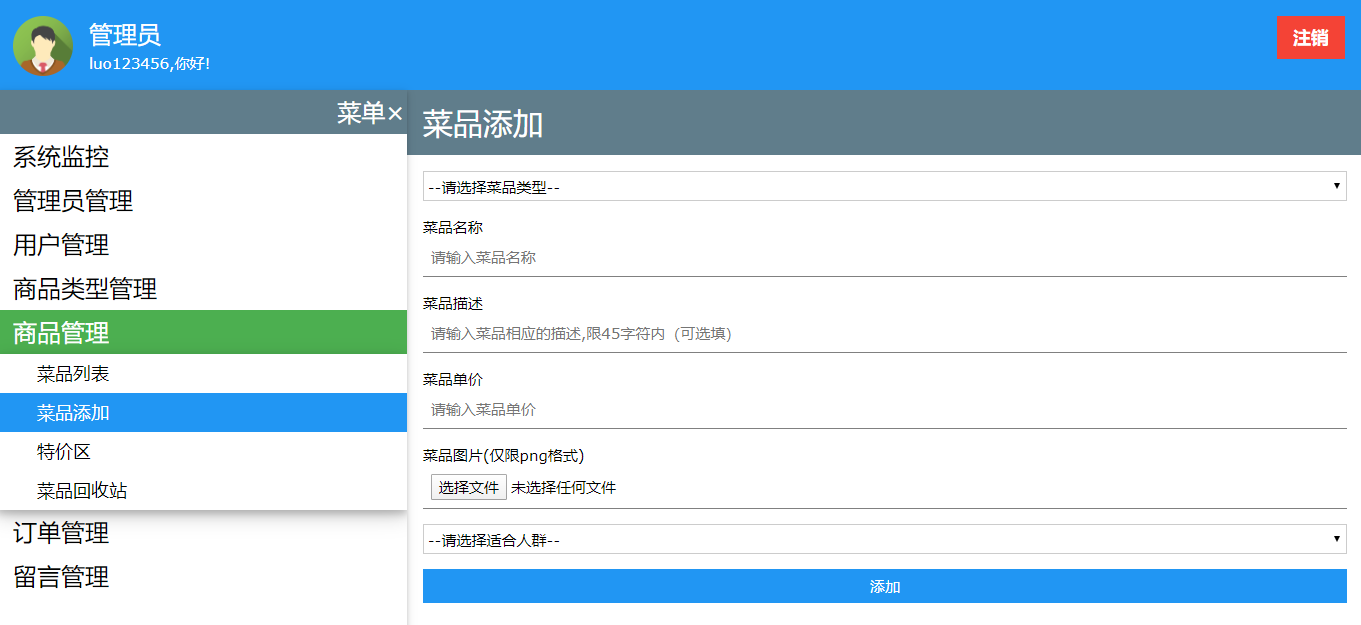 管理员
luo123456,你好!
注销
菜单×
系统监控
管理员管理
用户管理
商品类型管理
商品管理
菜品列表
菜品添加
特价区
菜品回收站
订单管理
留言管理
菜品添加
--请选择菜品类型--
菜品名称
请输入菜品名称
菜品描述
请输入菜品相应的描述,限45字符内（可选填）
菜品单价
请输入菜品单价
菜品图片(仅限png格式)
选择文件 未选择任何文件
--请选择适合人群--
添加